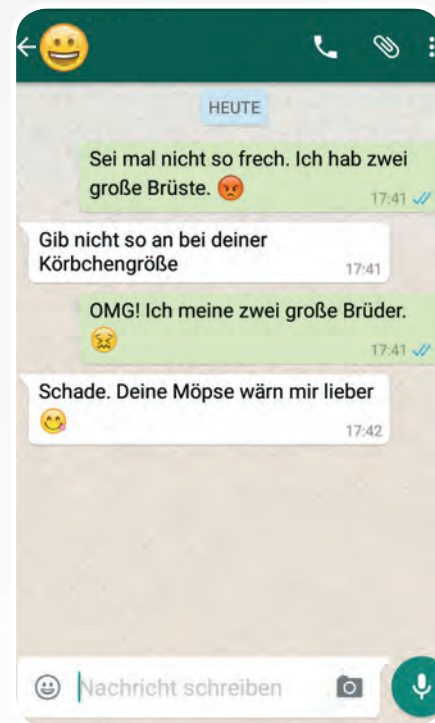 HEUTE
Sei mal nicht so frech. Ich hab zwei
große Brüste. 😡
17:41
Gib nicht so an bei deiner
Körbchengröße
17:41
OMG! Ich meine zwei große Brüder.
😖
17:41
Schade. Deine Möpse wärn mir lieber
😋
17:42
Nachricht schreiben